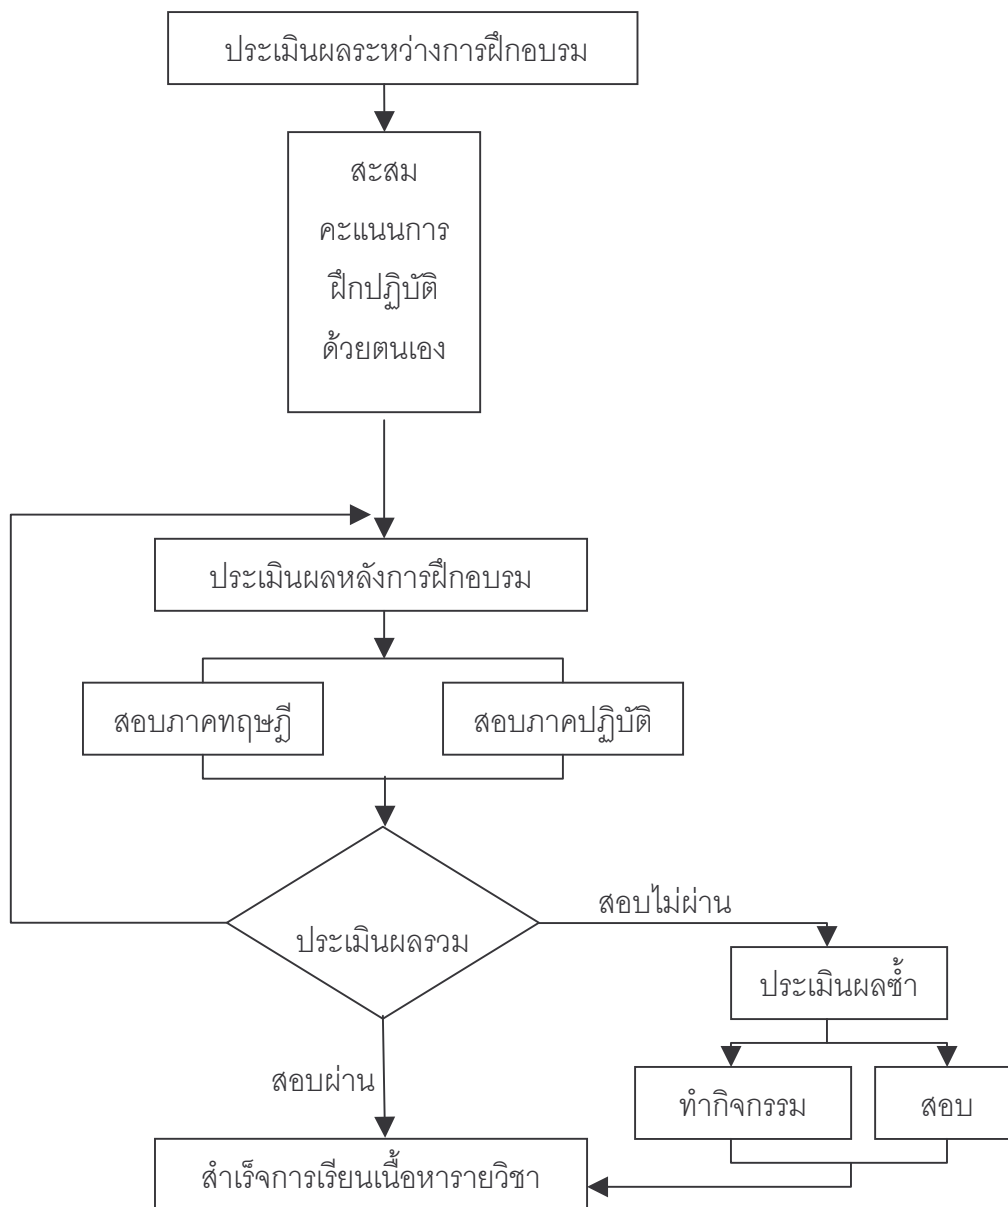 ประเมินผลระหว่างการฝึกอบรม
สะสม
คะแนนการ
ฝึกปฏิบัติ
ด้วยตนเอง
ประเมินผลหลังการฝึกอบรม
สอบภาคทฤษฎี
สอบภาคปฏิบัติ
สอบไม่ผ่าน
ประเมินผลรวม
ประเมินผลซ้ำ
สอบผ่าน
ทำกิจกรรม
สอบ
สำเร็จการเรียนเนื้อหารายวิชา